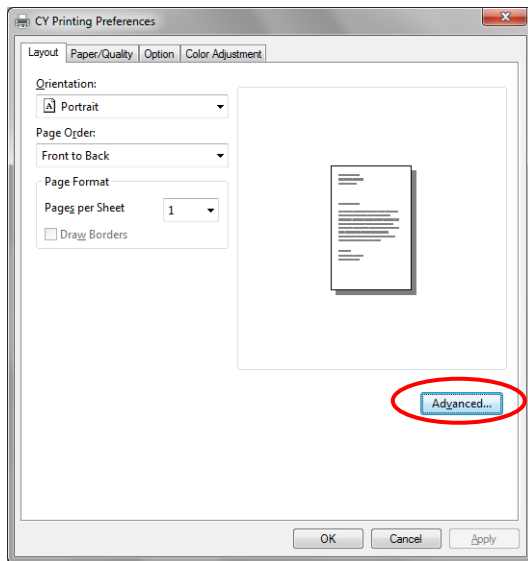 CY Printing Preferences
Layout Paper/Quality Option Color Adjustment
Orientation:
Portrait
Page Order:
Front to Back
Page Format
Pages per Sheet 1
Draw Borders
Advanced...
OK Cancel Apply